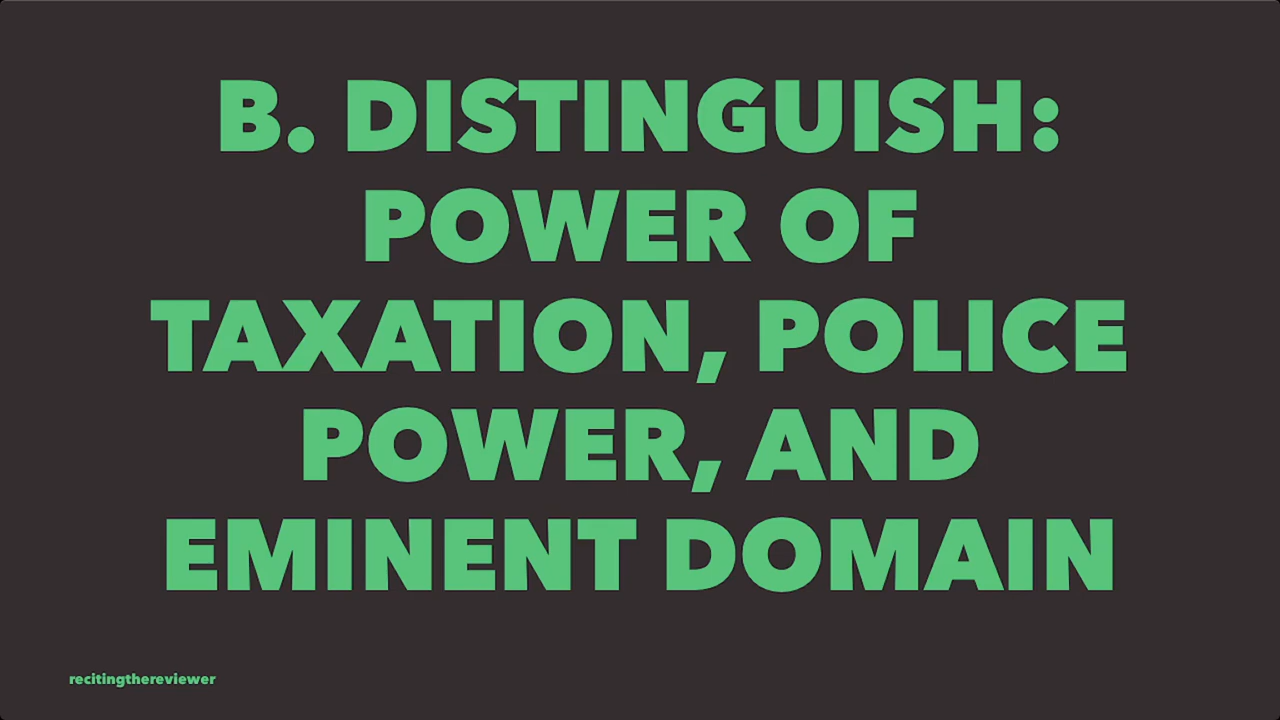 B. DISTINGUISH:
POWER OF
TAXATION, POLICE
POWER, AND
EMINENT DOMAIN
recitingthereviewer